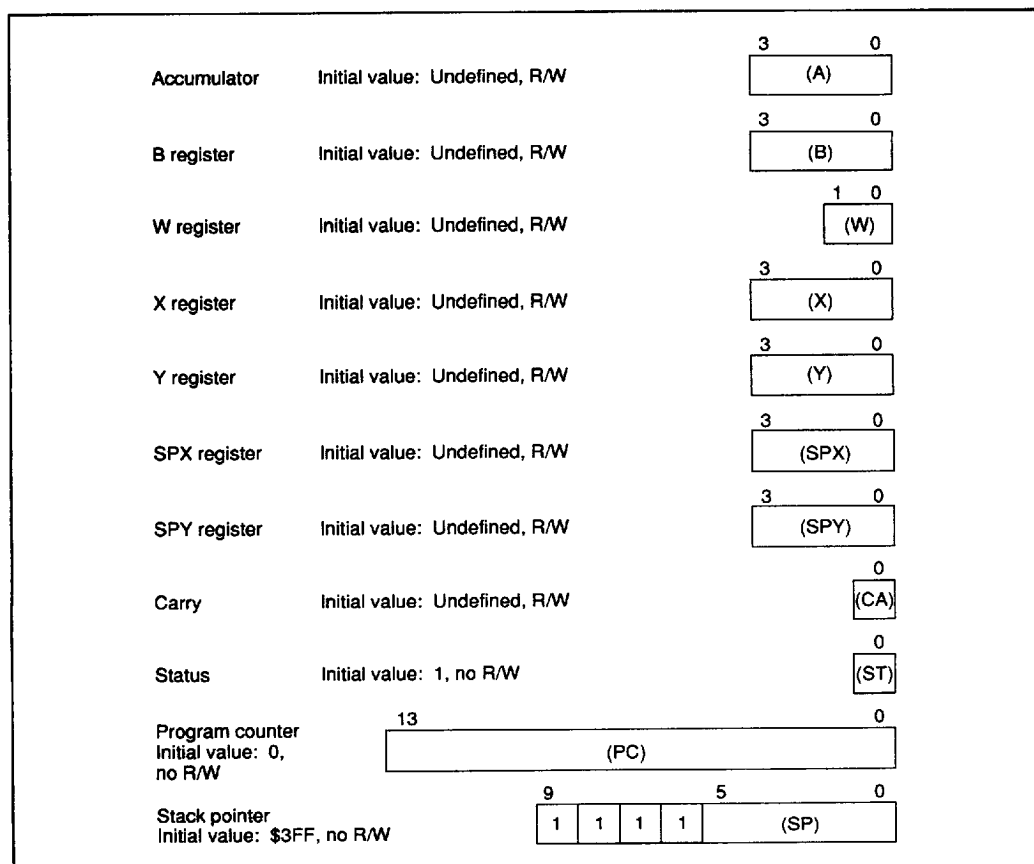 3 0
Accumulator Initial value: Undefined, R/W (A)
3 0
B register Initial value: Undefined, R/W (B)
1 0
W register Initial value: Undefined, R/W (W)
3 0
X register Initial value: Undefined, R/W (X)
3 0
Y register Initial value: Undefined, R/W (Y)
3 0
SPX register Initial value: Undefined, R/W (SPX)
3 0
SPY register Initial value: Undefined, R/W (SPY)
0
Carry Initial value: Undefined, R/W (CA)
0
Status Initial value: 1, no R/W (ST)
13 0
Program counter
Initial value: 0, (PC)
no R/W
9 5 0
Stack pointer
Initial value: $3FF, no R/W 1 1 1 1 (SP)